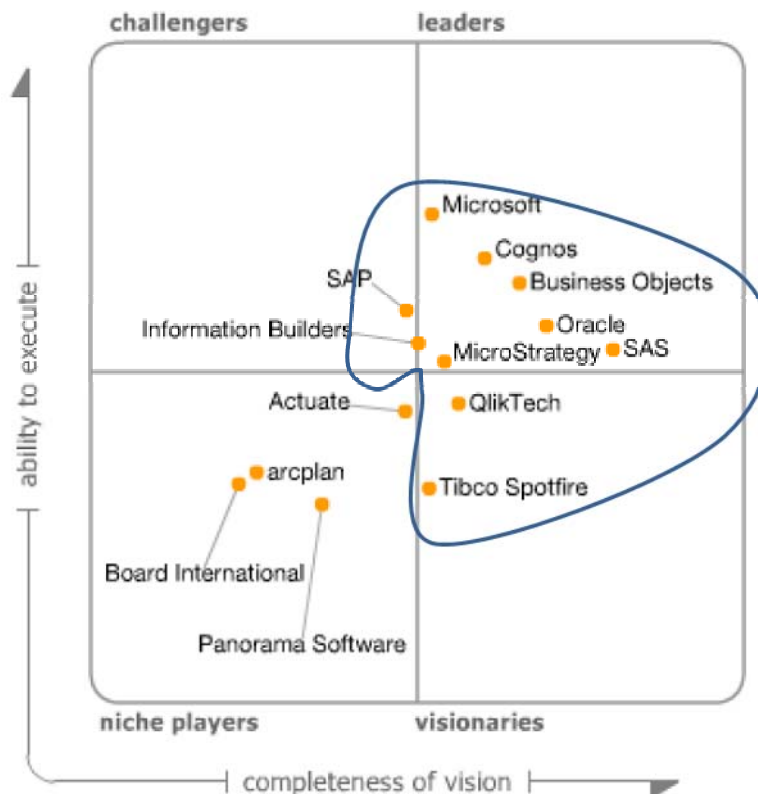 challengers
leaders
Microsoft
Cognos
Business Objects
SAP
Oracle
Information Builders
MicroStrategy
SAS
Actuate
QlikTech
arcplan
Tibco Spotfire
Board International
Panorama Software
niche players
visionaries
ability to execute
completeness of vision